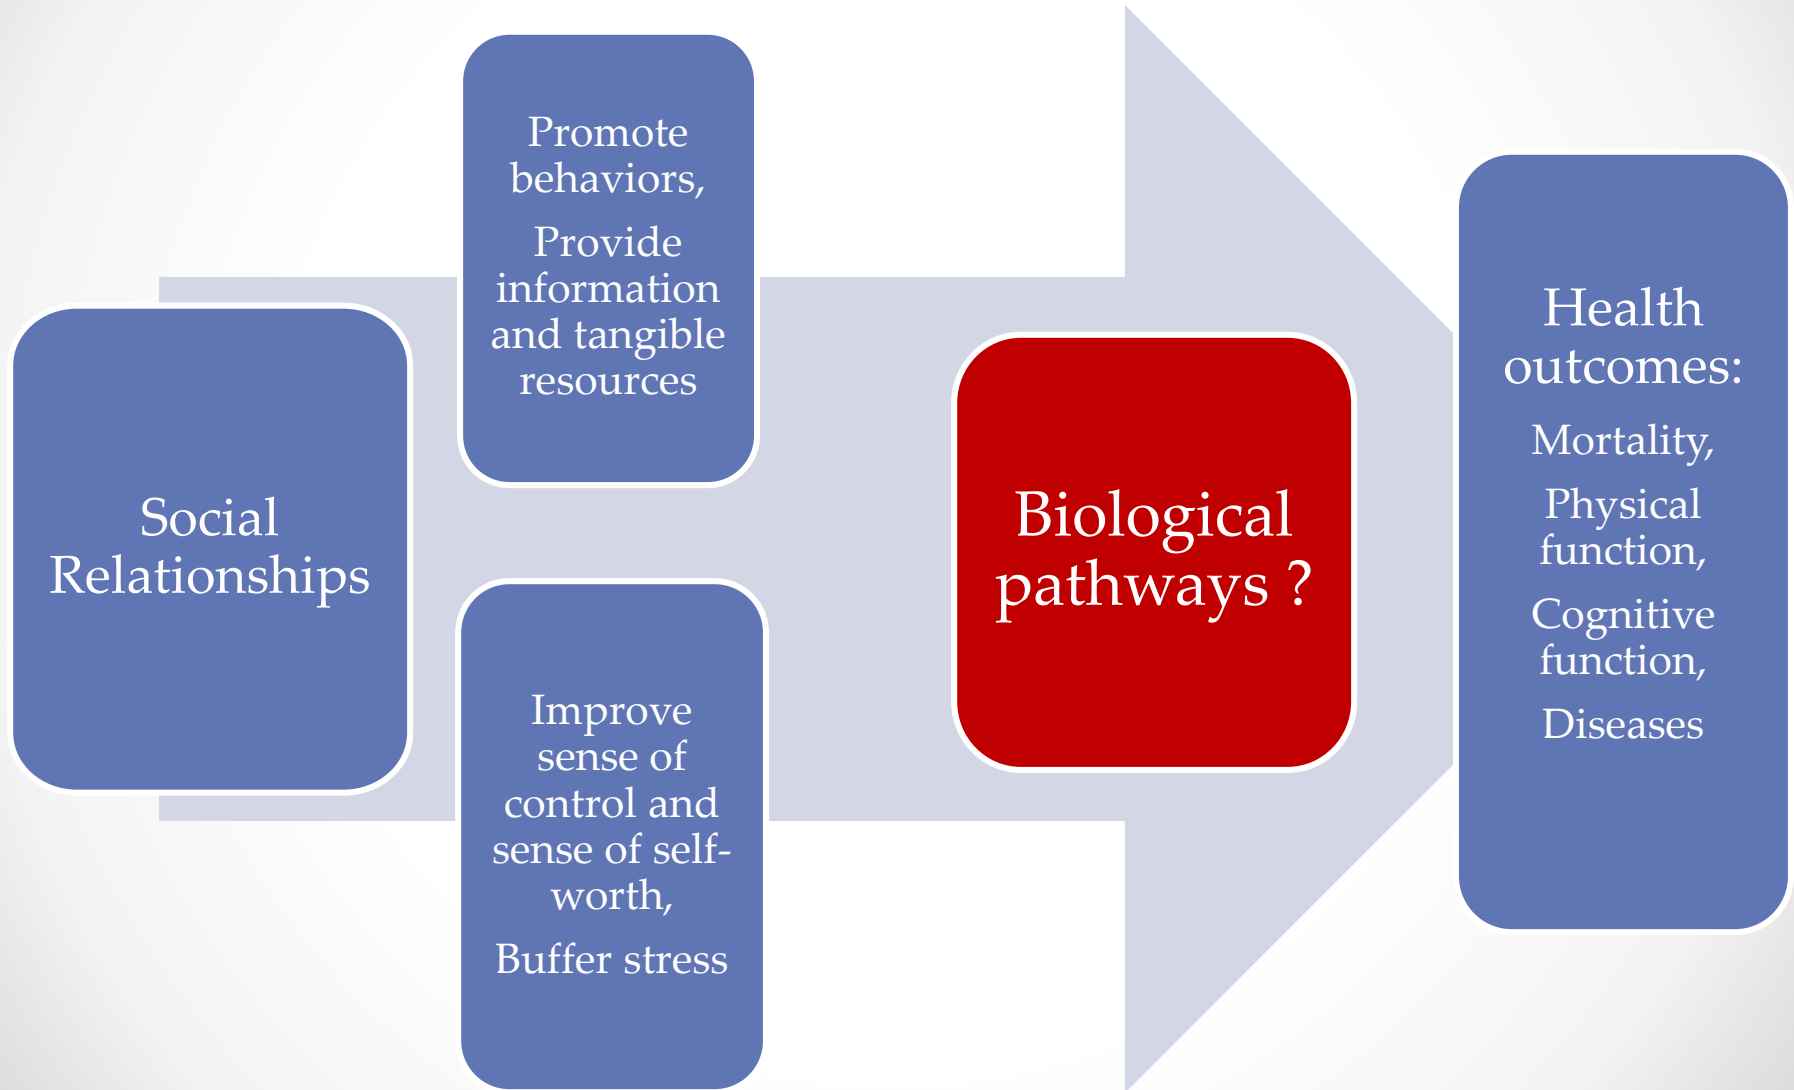 Social
Relationships
Promote
behaviors,
Provide
information
and tangible
resources
Improve
sense of
control and
sense of self-
worth,
Buffer stress
Biological
pathways ?
Health
outcomes:
Mortality,
Physical
function,
Cognitive
function,
Diseases